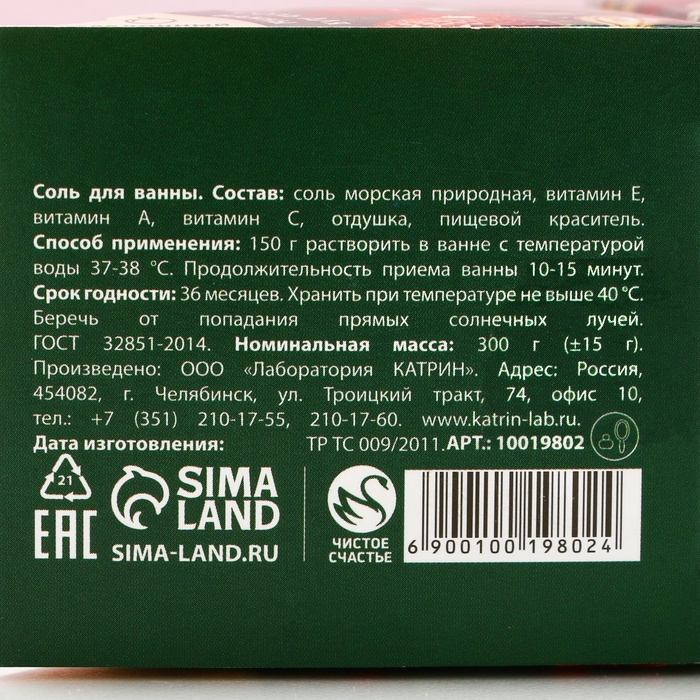 Соль для ванны. Состав: соль морская природная, витамин Е,
витамин А, витамин С, отдушка, пищевой краситель.
Способ применения: 150 г растворить в ванне с температурой
воды 37-38 °С. Продолжительность приема ванны 10-15 минут.
Срок годности: 36 месяцев. Хранить при температуре не выше 40 °С.
Беречь от попадания прямых солнечных лучей.
ГОСТ 32851-2014. Номинальная масса: 300 г (±15 г).
Произведено: ООО «Лаборатория КАТРИН». Адрес: Россия,
454082, г. Челябинск, ул. Троицкий тракт, 74, офис 10,
тел.: +7 (351) 210-17-55, 210-17-60. www.katrin-lab.ru.
Дата изготовления: ТР ТС 009/2011. АРТ.: 10019802
21
EAC
SIMA
LAND
SIMA-LAND.RU
ЧИСТОЕ
СЧАСТЬЕ
6 900100 198024